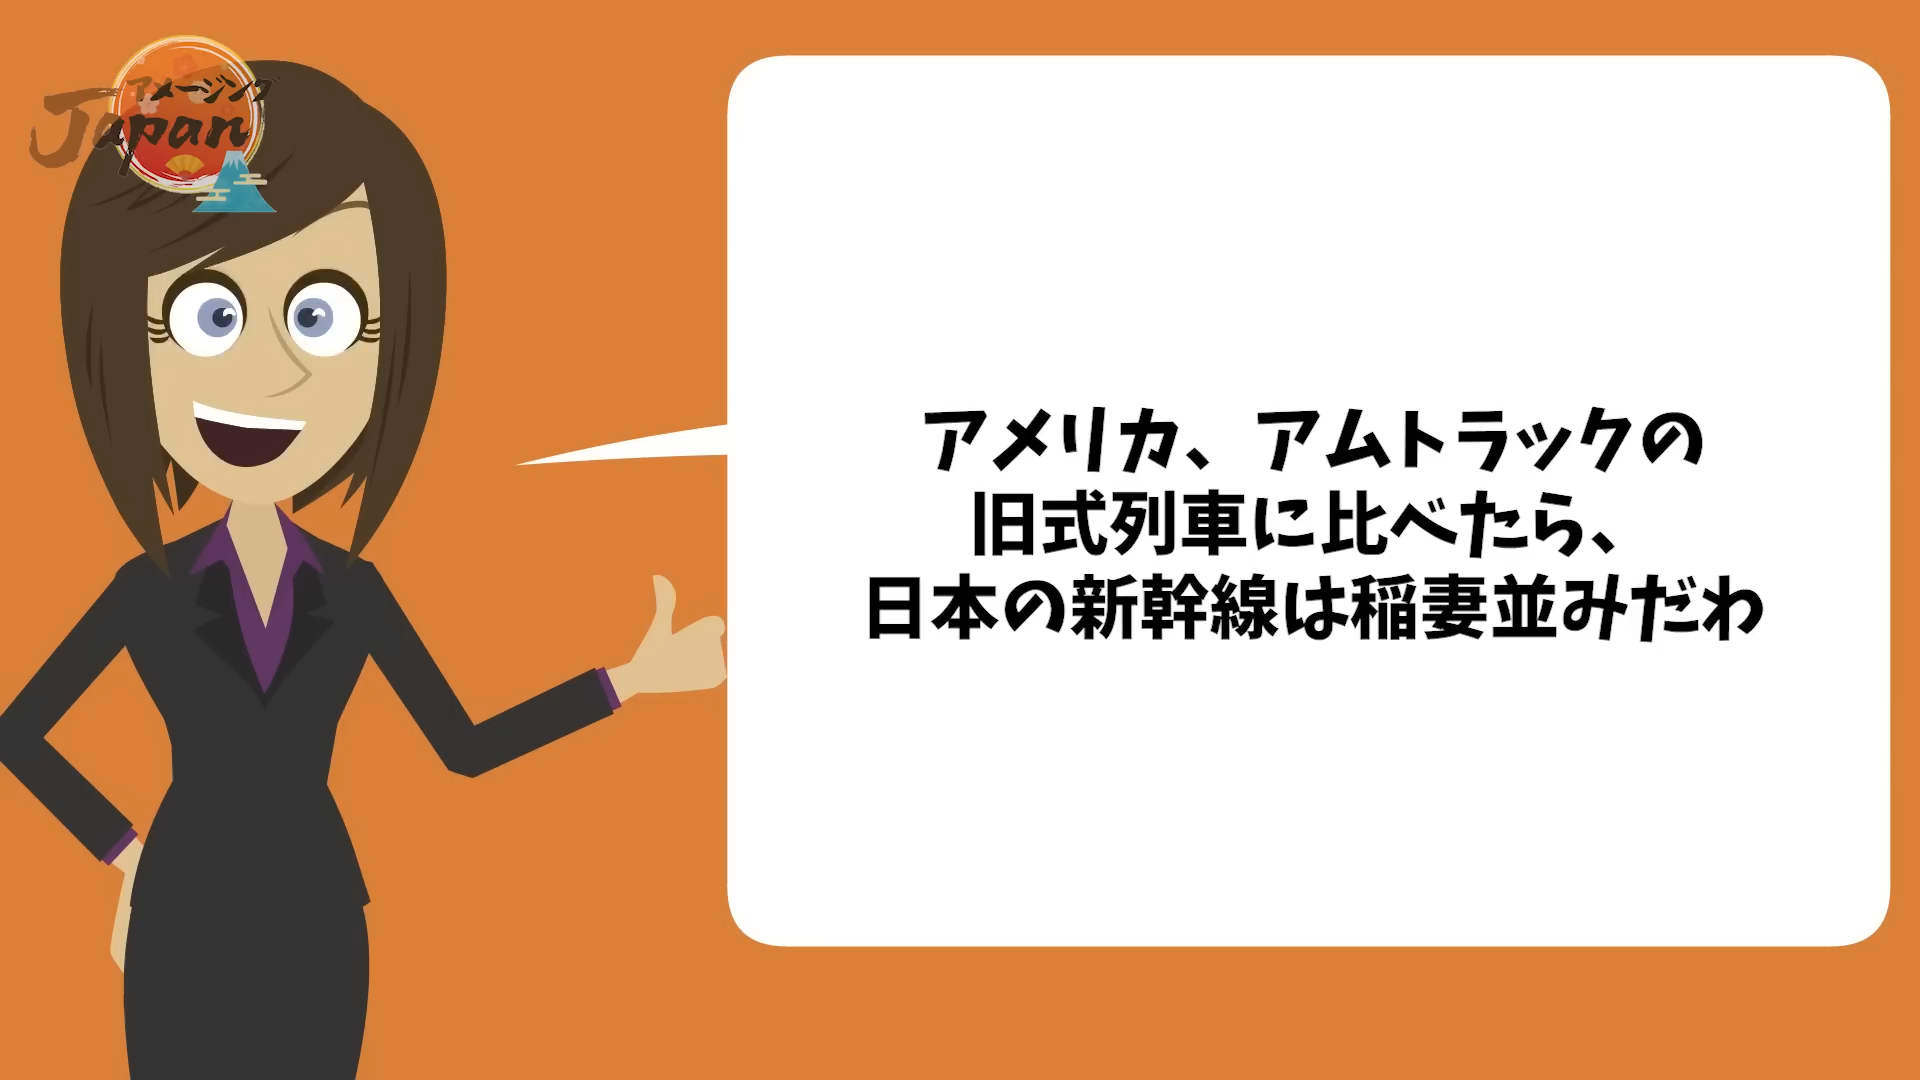 アメージング
Japan
アメリカ、アムトラックの
旧式列車に比べたら、
日本の新幹線は稲妻並みだわ